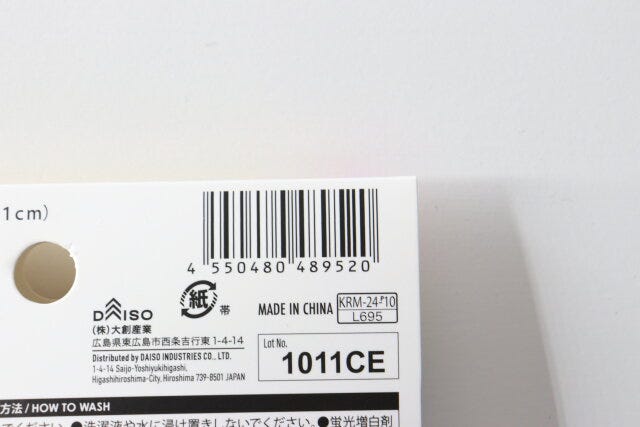 1cm)
4 550480 489520
紙 帯
MADE IN CHINA
KRM-24-10
L695
DAISO
(株)大創産業
広島県東広島市西条吉行東1-4-14
Distributed by DAISO INDUSTRIES CO., LTD.
1-4-14 Saijo-Yoshiyukihigashi,
Higashihiroshima-City, Hiroshima 739-8501 JAPAN
Lot No.
1011CE
方法 / HOW TO WASH
ください。●洗濯液や水に浸け置きしないでください。●蛍光増白剤